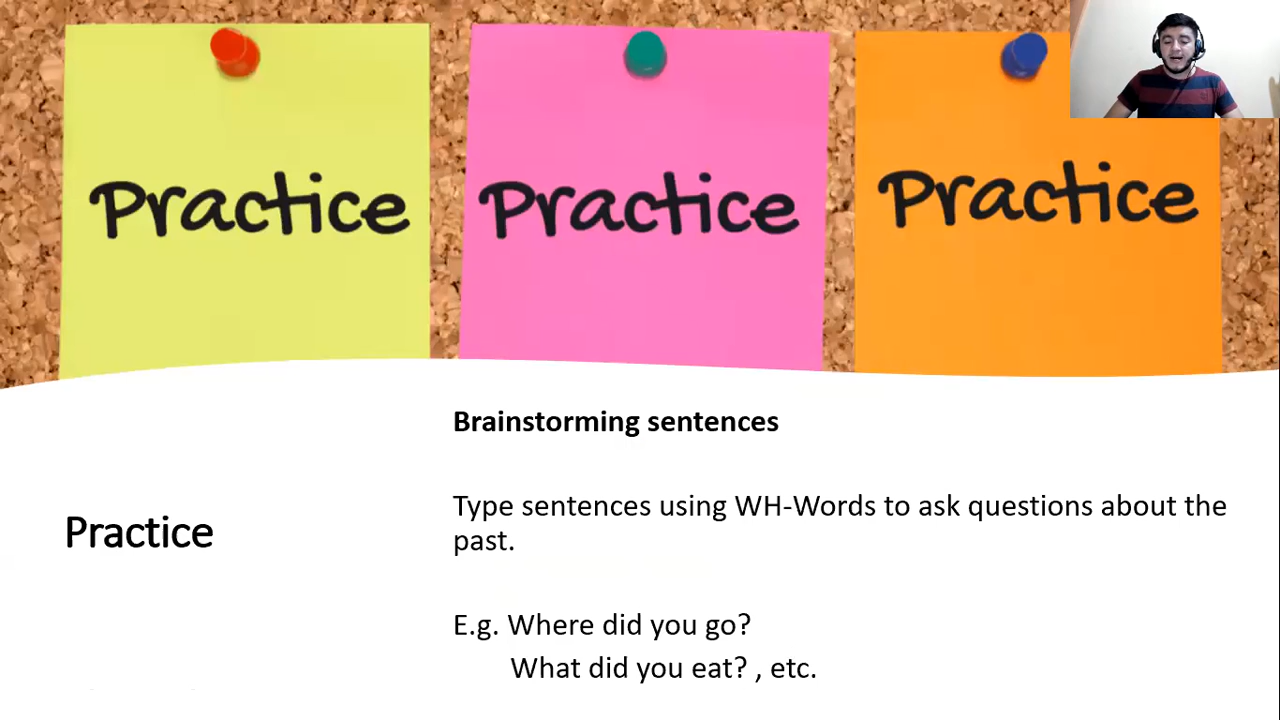 Practice
Practice
Practice
Practice
Brainstorming sentences
Type sentences using WH-Words to ask questions about the
past.
E.g. Where did you go?
What did you eat? , etc.